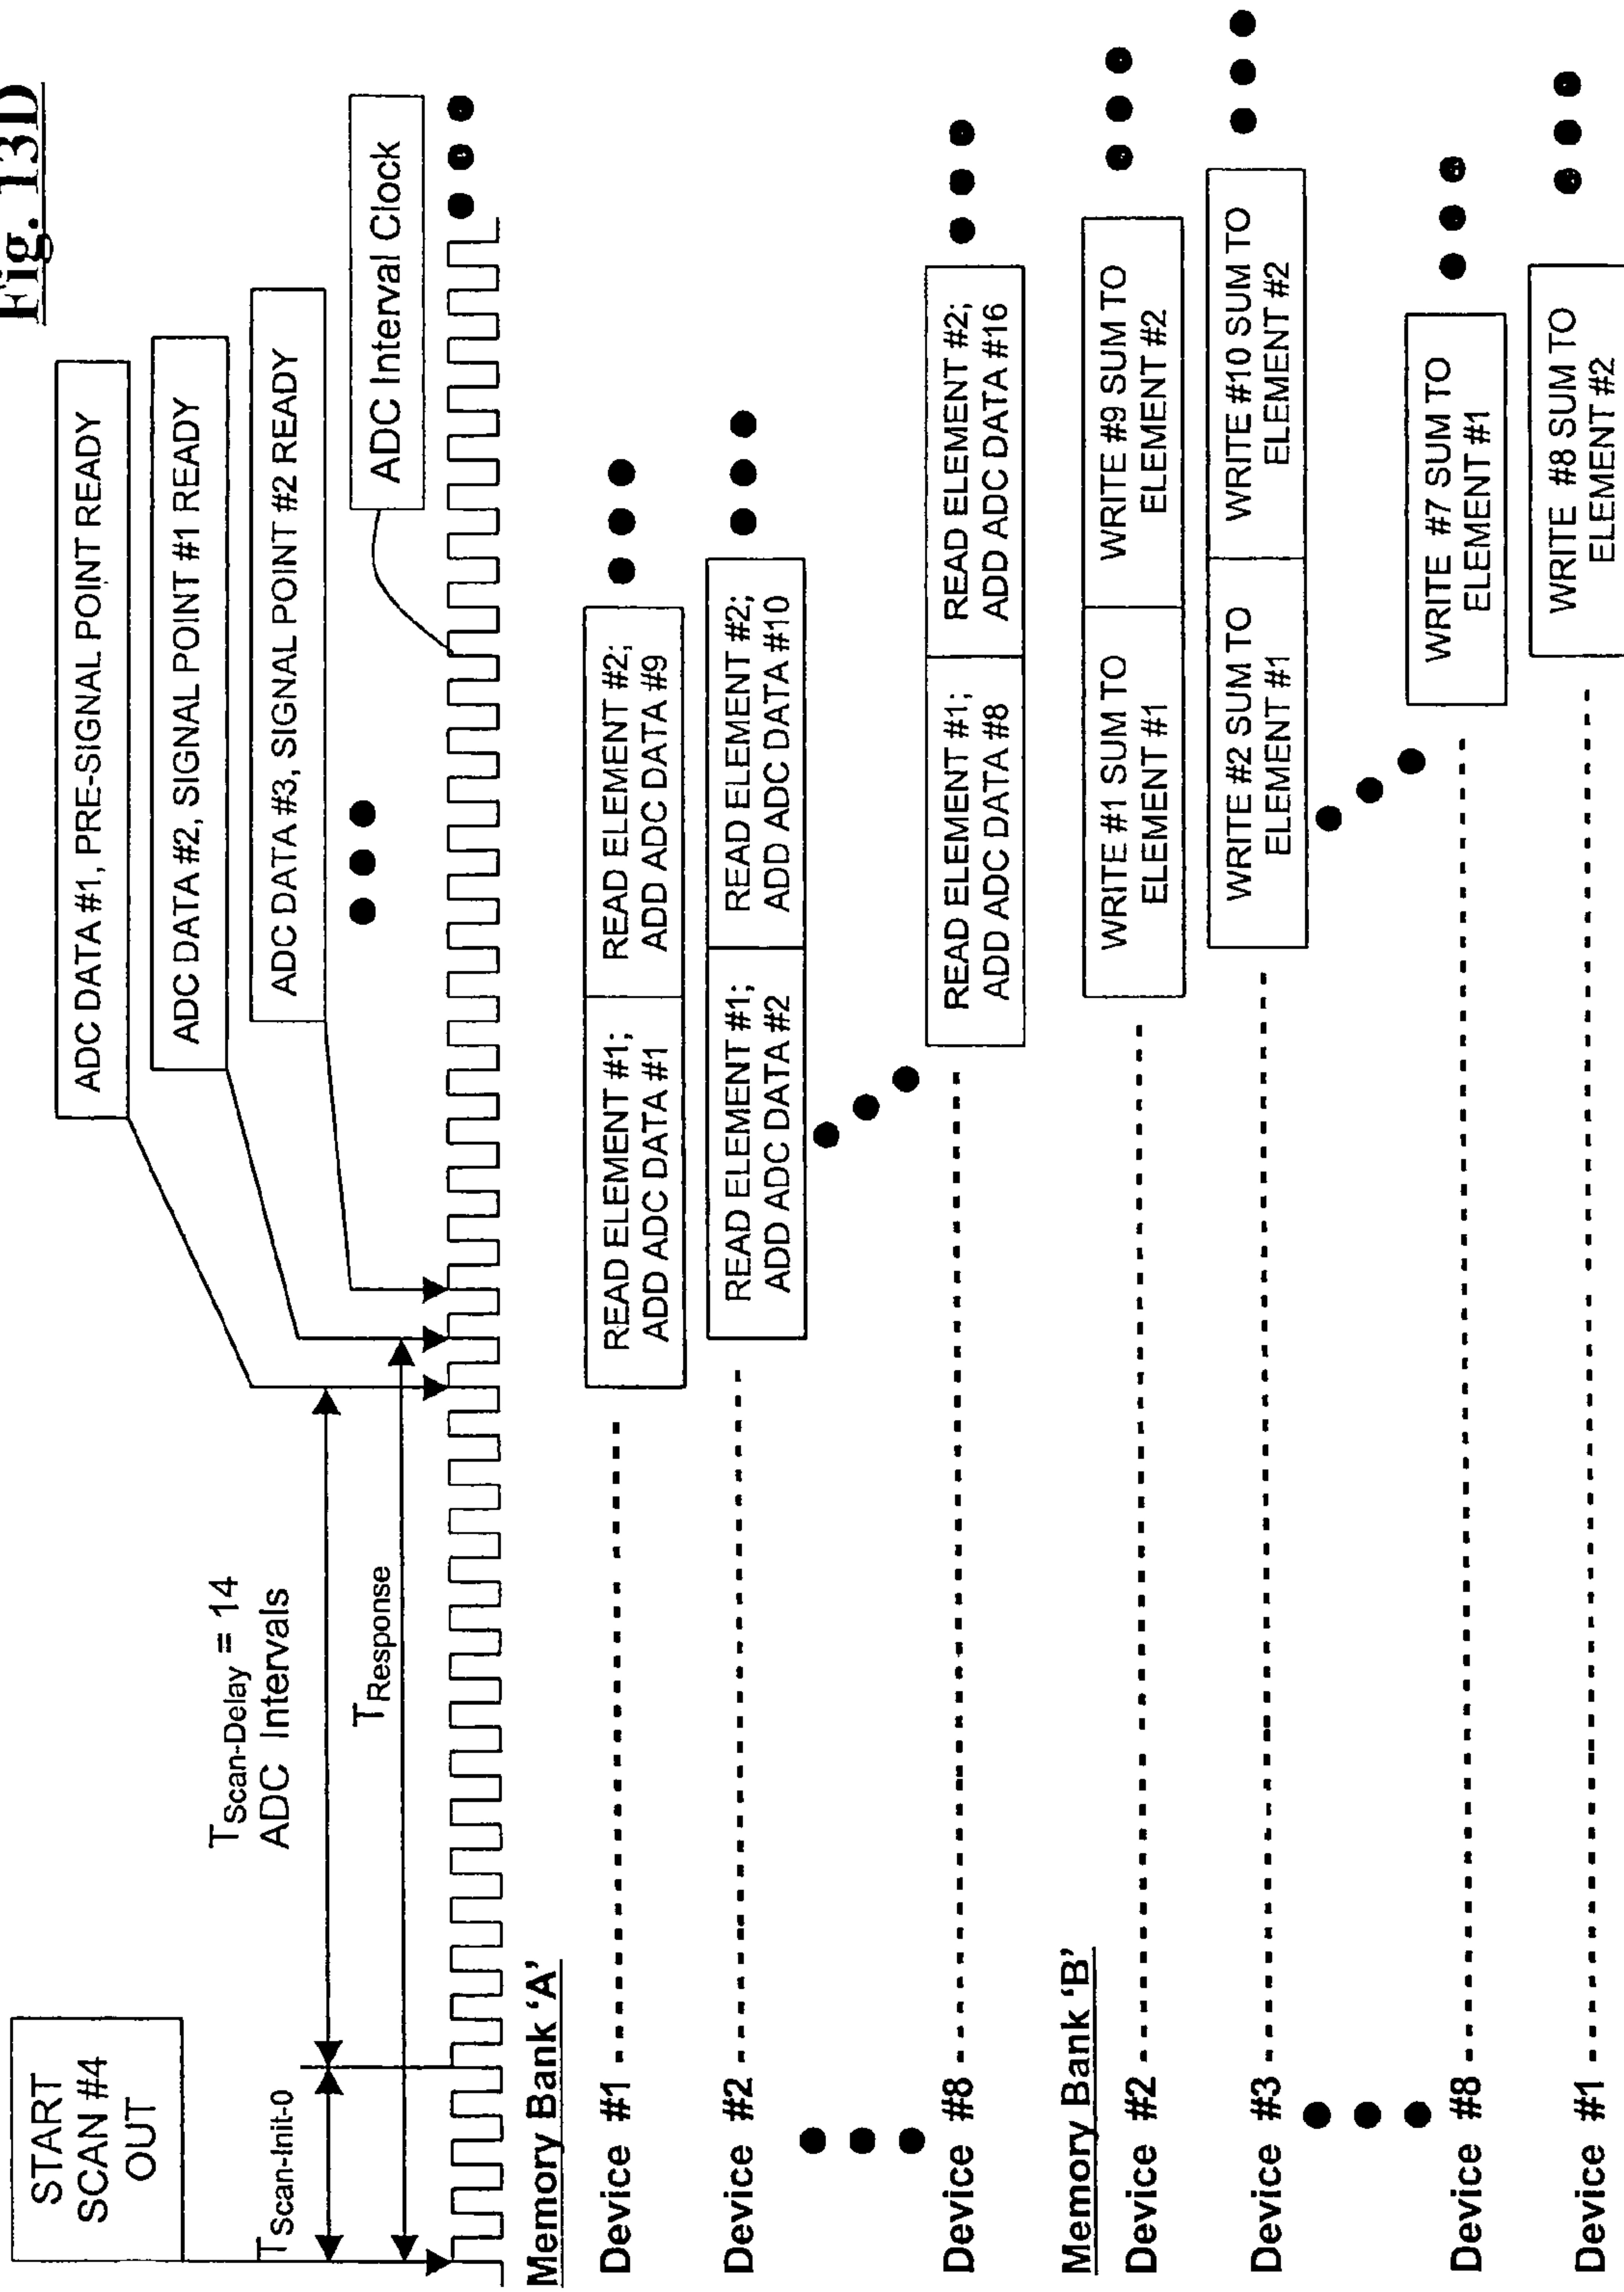 Fig. 13D
START
SCAN #4
OUT
TScan-Init-0
TScan-Delay = 14
ADC Intervals
TResponse
ADC DATA #1, PRE-SIGNAL POINT READY
ADC DATA #2, SIGNAL POINT #1 READY
ADC DATA #3, SIGNAL POINT #2 READY
ADC Interval Clock
Memory Bank ‘A’
Device #1
READ ELEMENT #1;
ADD ADC DATA #1
READ ELEMENT #2;
ADD ADC DATA #9
Device #2
READ ELEMENT #1;
ADD ADC DATA #2
READ ELEMENT #2;
ADD ADC DATA #10
Device #8
READ ELEMENT #1;
ADD ADC DATA #8
READ ELEMENT #2;
ADD ADC DATA #16
Memory Bank ‘B’
Device #2
WRITE #1 SUM TO
ELEMENT #1
WRITE #9 SUM TO
ELEMENT #2
Device #3
WRITE #2 SUM TO
ELEMENT #1
WRITE #10 SUM TO
ELEMENT #2
Device #8
WRITE #7 SUM TO
ELEMENT #1
Device #1
WRITE #8 SUM TO
ELEMENT #2